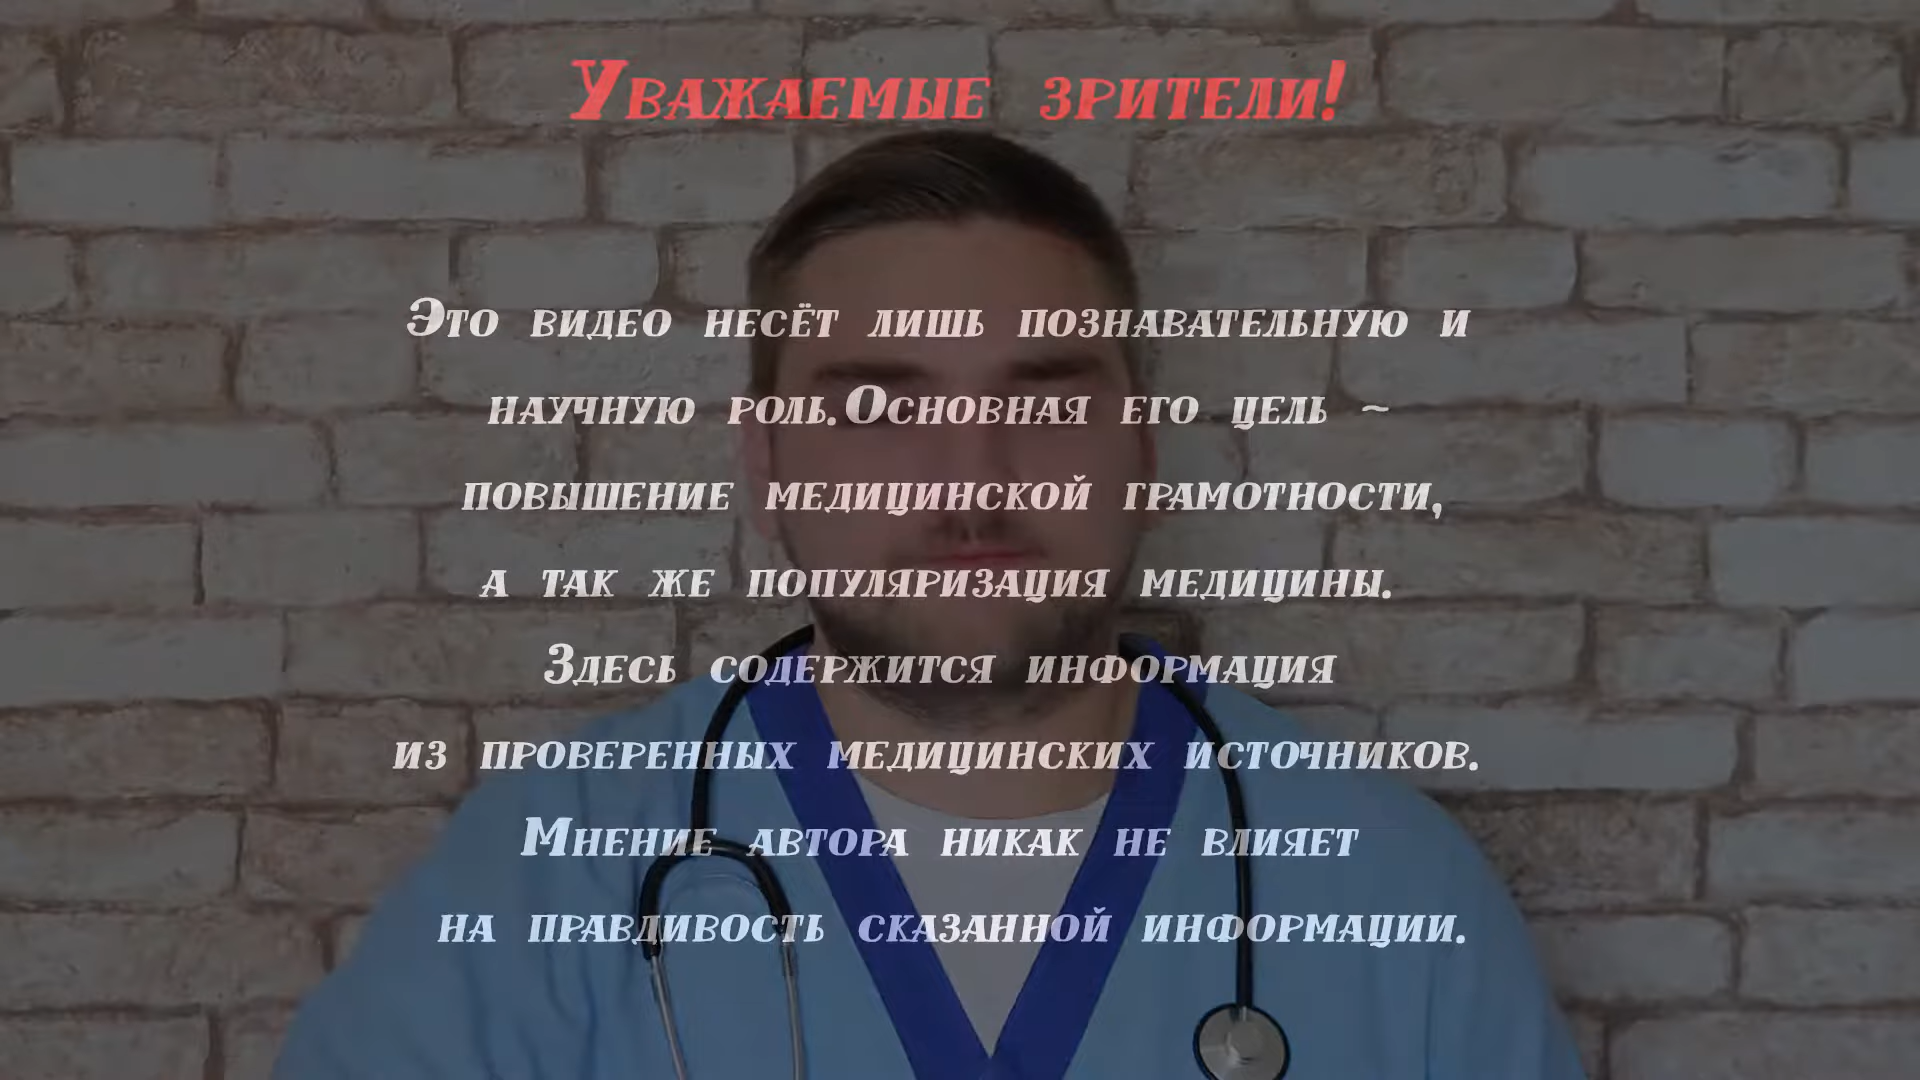 Уважаемые зрители!
Это видео несёт лишь познавательную и
научную роль. Основная его цель ~
повышение медицинской грамотности,
а так же популяризация медицины.
Здесь содержится информация
из проверенных медицинских источников.
Мнение автора никак не влияет
на правдивость сказанной информации.